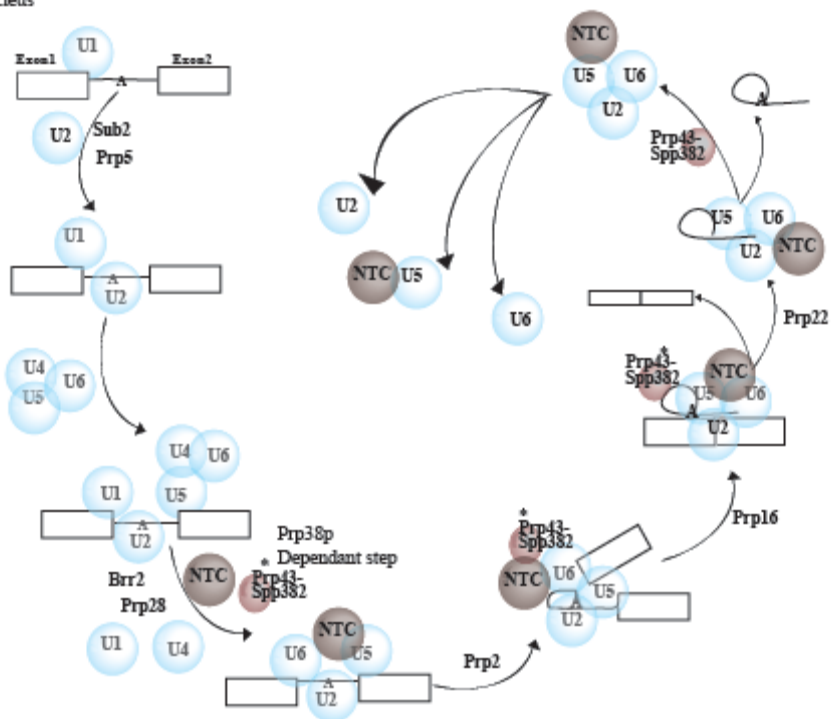 U1
Exon1
Exon2
A
U2
Sub2
Prp5
U1
A
U2
U4
U6
U5
U4
U6
U1
U5
A
U2
Prp38p
Dependant step
Brr2
NTC
*
Prp43-
Spp382
Prp28
U1
U4
NTC
U6
U5
A
U2
Prp2
*
Prp43-
Spp382
NTC
U6
U5
A
U2
Prp16
*
Prp43-
Spp382
NTC
U5
U6
A
U2
Prp22
U5
U6
U2
NTC
Prp43-
Spp382
A
NTC
U5
U6
U2
U2
NTC
U5
U6